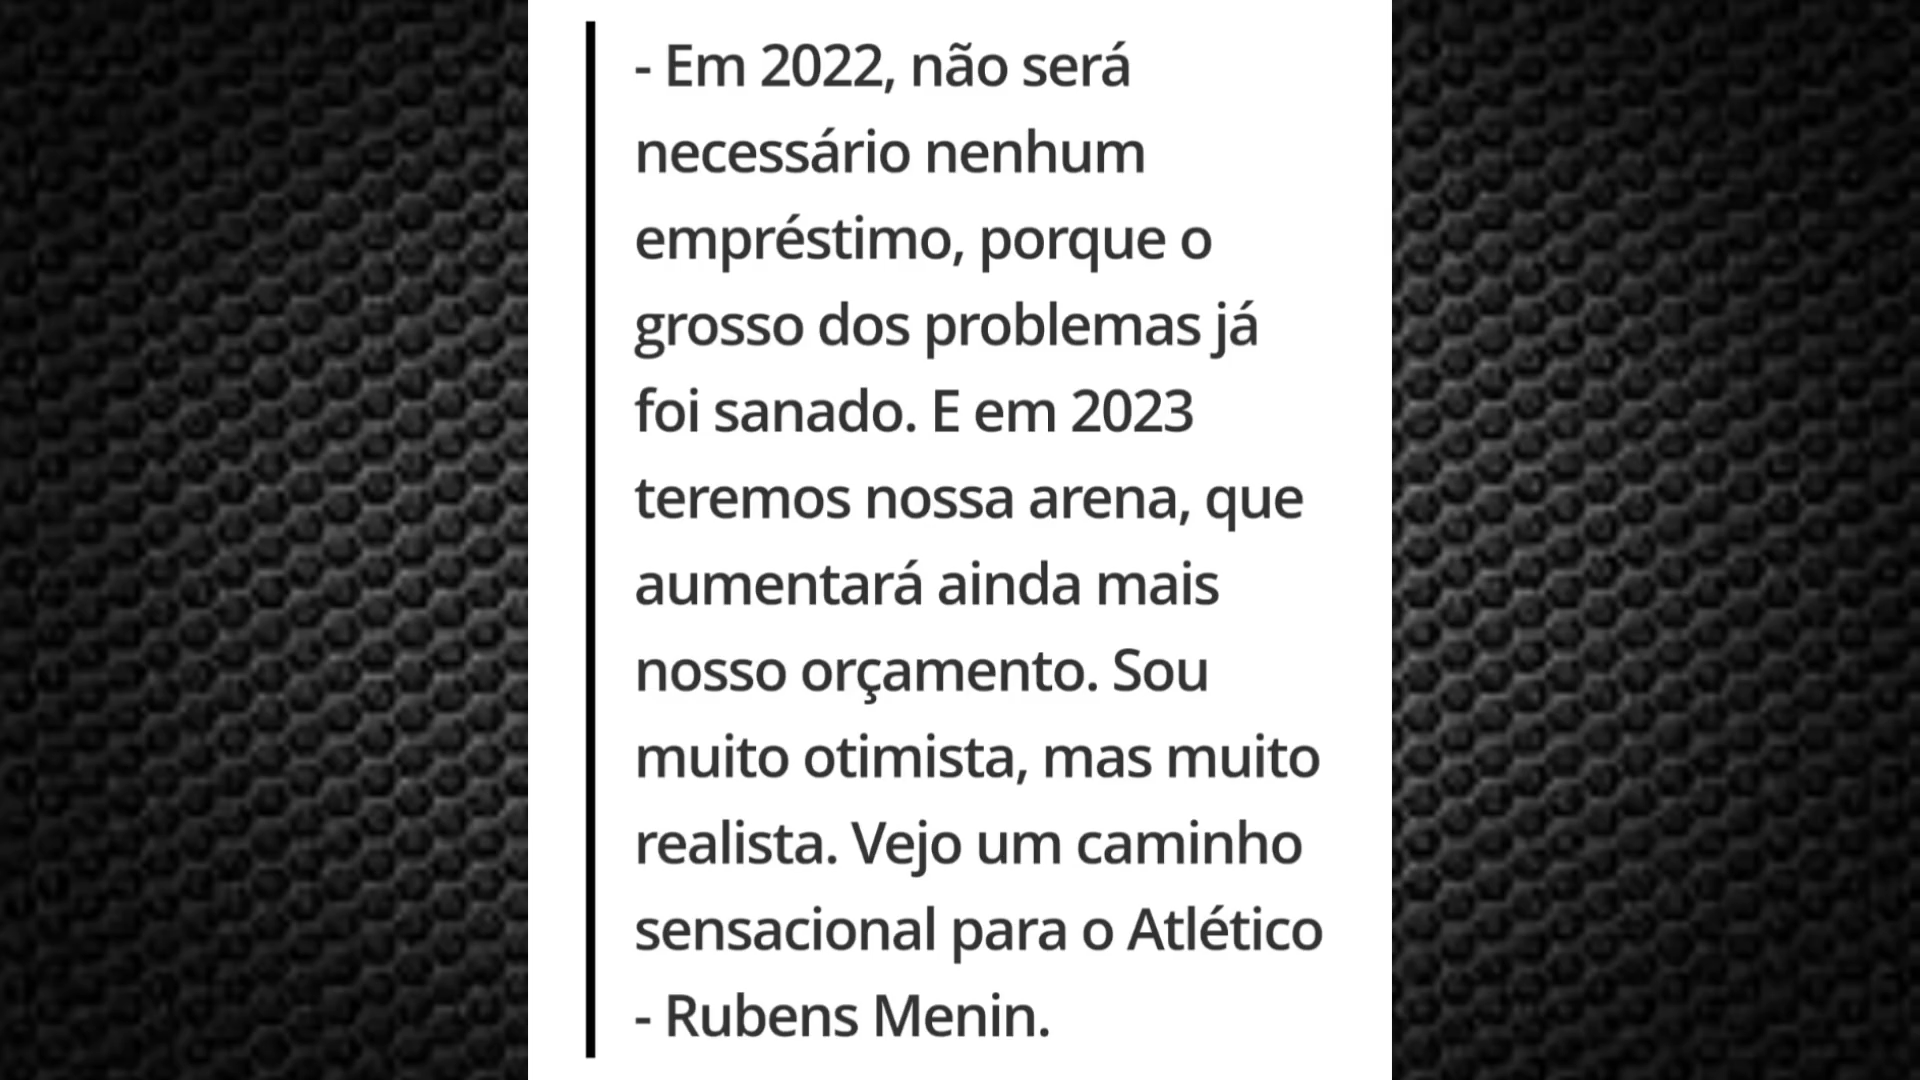 - Em 2022, não será
necessário nenhum
empréstimo, porque o
grosso dos problemas já
foi sanado. E em 2023
teremos nossa arena, que
aumentará ainda mais
nosso orçamento. Sou
muito otimista, mas muito
realista. Vejo um caminho
sensacional para o Atlético
- Rubens Menin.